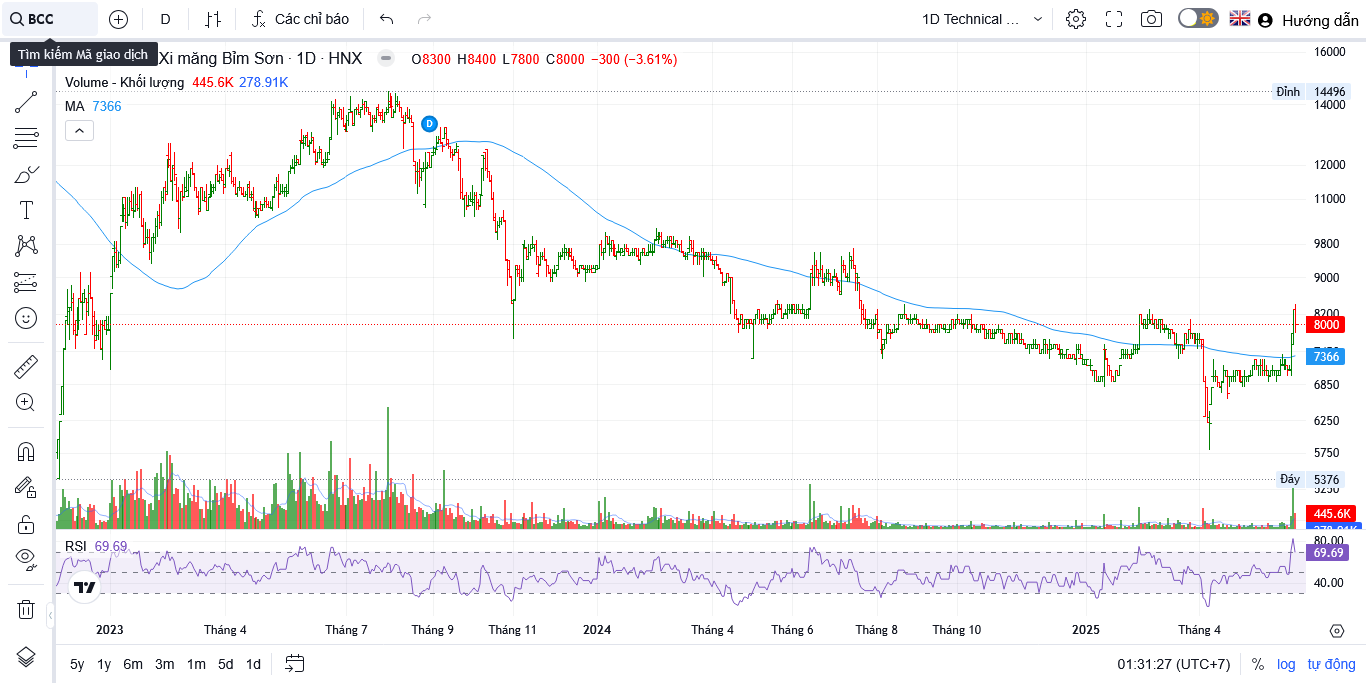 BCC
D
Các chỉ báo
1D Technical ...
Hướng dẫn
Tìm kiếm Mã giao dịch
Xi măng Bỉm Sơn · 1D · HNX
O8300 H8400 L7800 C8000 −300 (−3.61%)
Volume - Khối lượng 445.6K 278.91K
MA 7366
D
16000
Đỉnh 14496
14000
12000
11000
9800
9000
8200
8000
7366
6850
6250
5750
Đáy 5376
5250
445.6K
278.91K
RSI 69.69
80.00
69.69
40.00
2023 Tháng 4 Tháng 7 Tháng 9 Tháng 11 2024 Tháng 4 Tháng 6 Tháng 8 Tháng 10 2025 Tháng 4
5y 1y 6m 3m 1m 5d 1d
01:31:27 (UTC+7) % log tự động